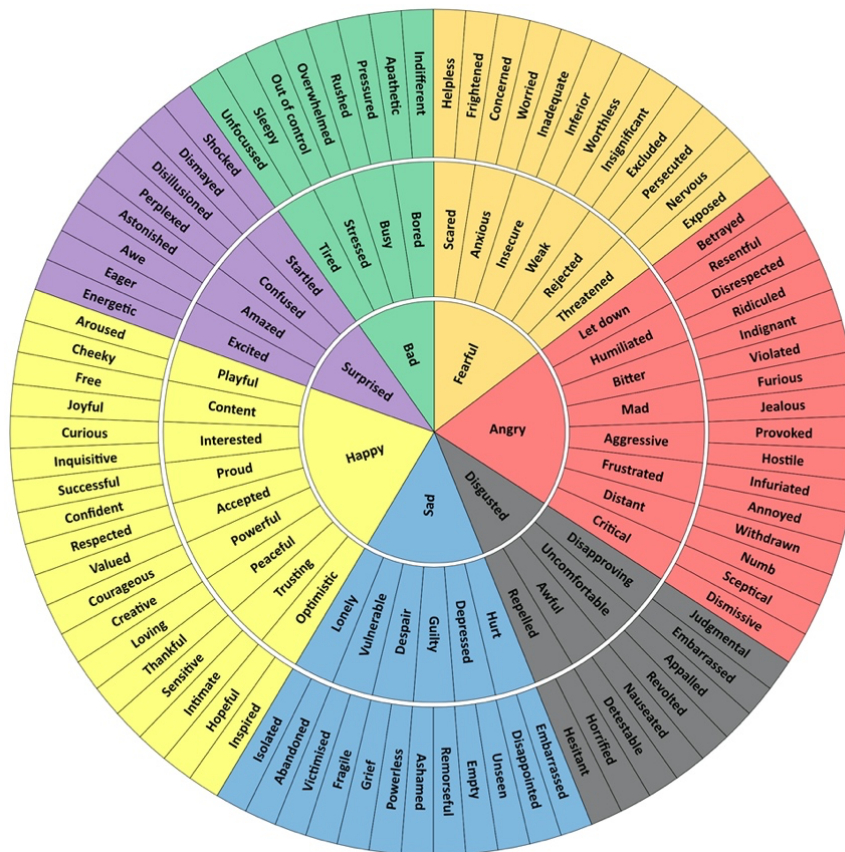 Bad
Fearful
Angry
Disgusted
Sad
Happy
Surprised
Tired
Stressed
Busy
Bored
Scared
Anxious
Insecure
Weak
Rejected
Threatened
Let down
Humiliated
Bitter
Mad
Aggressive
Frustrated
Distant
Critical
Disapproving
Uncomfortable
Awful
Repelled
Hurt
Depressed
Guilty
Despair
Vulnerable
Lonely
Optimistic
Trusting
Peaceful
Powerful
Accepted
Proud
Interested
Content
Playful
Excited
Amazed
Confused
Startled
Unfocussed
Sleepy
Out of control
Overwhelmed
Rushed
Pressured
Apathetic
Indifferent
Helpless
Frightened
Concerned
Worried
Inadequate
Inferior
Worthless
Insignificant
Excluded
Persecuted
Nervous
Exposed
Betrayed
Resentful
Disrespected
Ridiculed
Indignant
Violated
Furious
Jealous
Provoked
Hostile
Infuriated
Annoyed
Withdrawn
Numb
Sceptical
Dismissive
Judgmental
Embarrassed
Appalled
Revolted
Nauseated
Detestable
Horrified
Hesitant
Embarrassed
Disappointed
Unseen
Empty
Remorseful
Ashamed
Powerless
Grief
Fragile
Victimised
Abandoned
Isolated
Inspired
Hopeful
Intimate
Sensitive
Thankful
Loving
Creative
Courageous
Valued
Respected
Confident
Successful
Inquisitive
Curious
Joyful
Free
Cheeky
Aroused
Energetic
Eager
Awe
Astonished
Perplexed
Disillusioned
Dismayed
Shocked